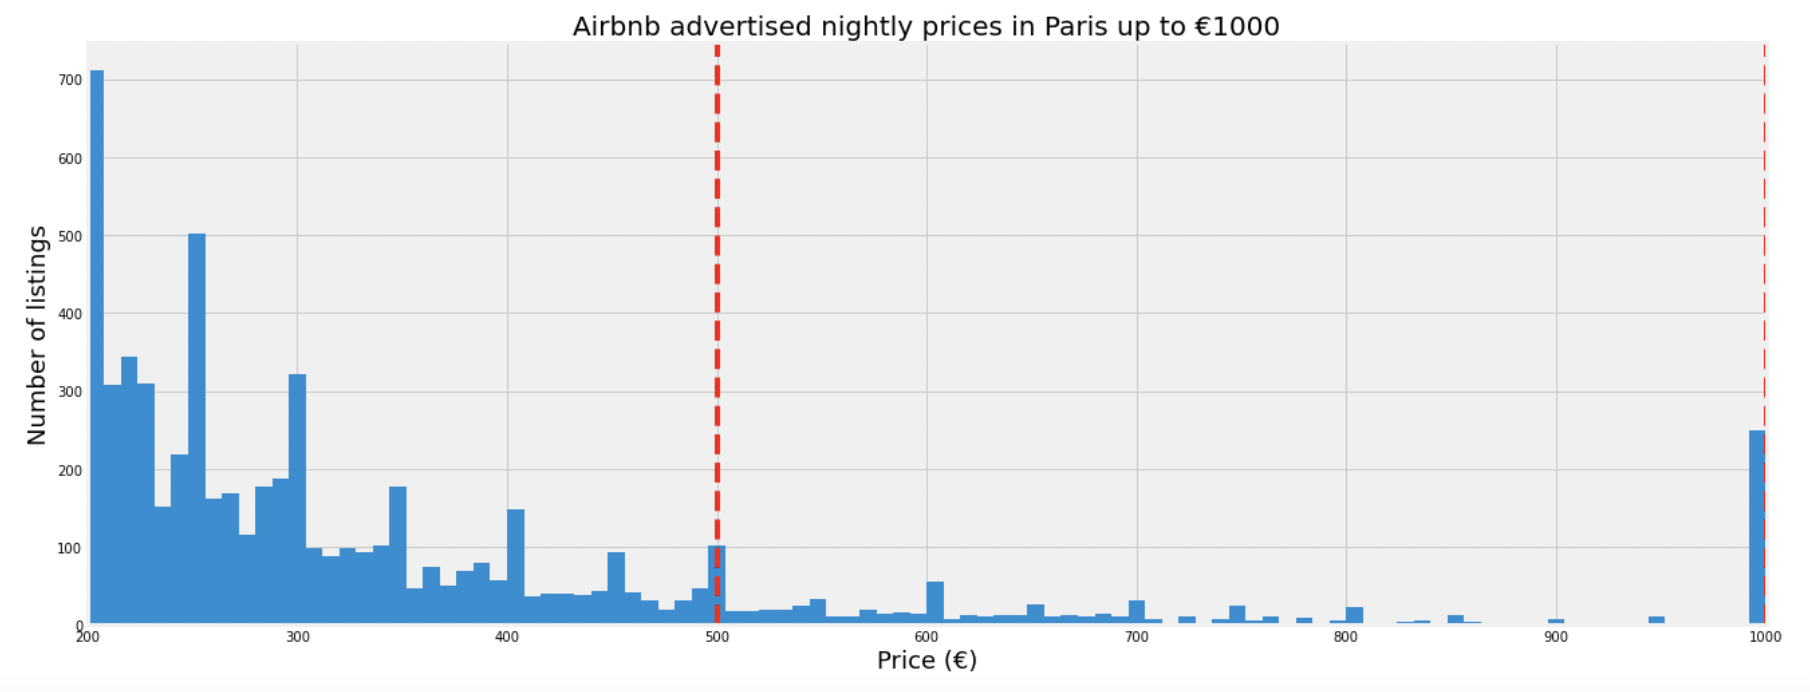 Airbnb advertised nightly prices in Paris up to €1000
Number of listings
700
600
500
400
300
200
100
0
200 300 400 500 600 700 800 900 1000
Price (€)